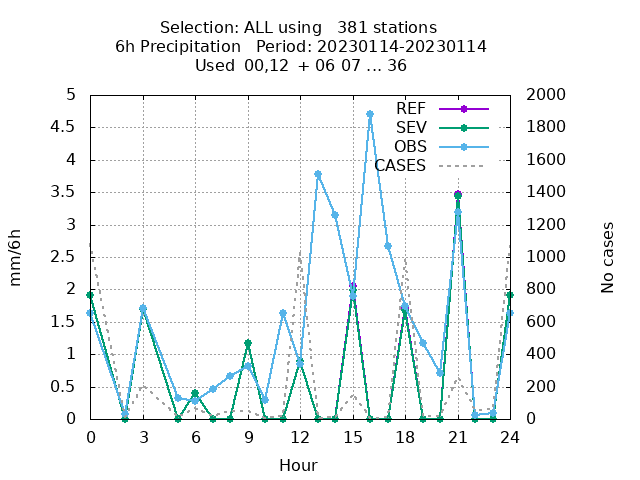 Selection: ALL using   381 stations
6h Precipitation   Period: 20230114-20230114
Used  00,12  + 06 07 ... 36
5 2000
REF
4.5 1800
SEV
OBS
4 1600
CASES
3.5 1400
3 1200
2.5 1000
mm/6h
No cases
2 800
1.5 600
1 400
0.5 200
0 0
0 3 6 9 12 15 18 21 24
Hour